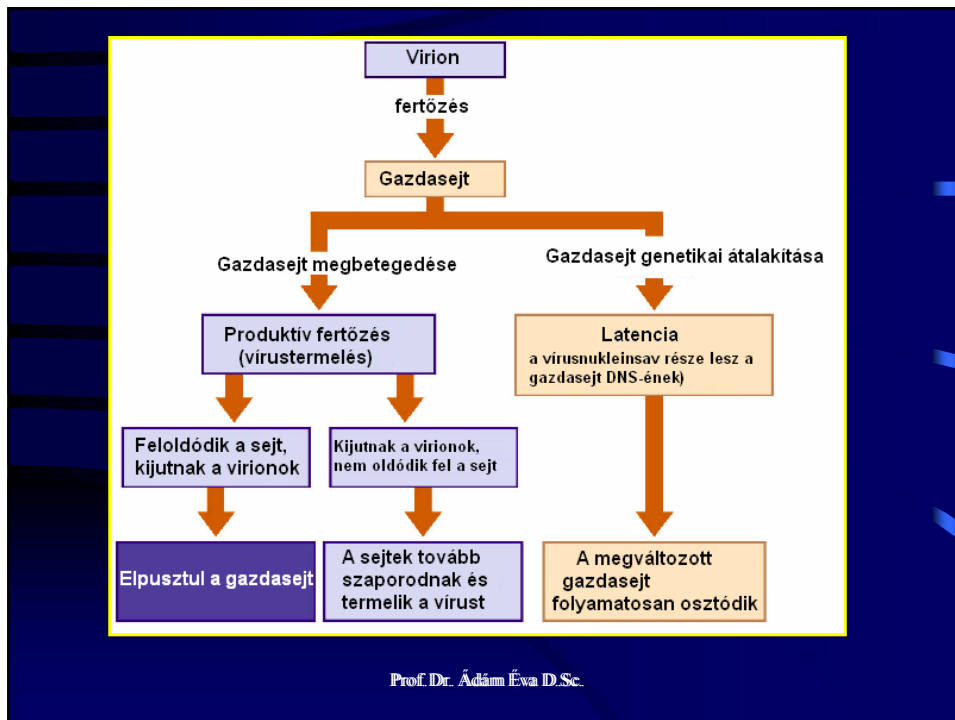 Virion
fertőzés
Gazdasejt
Gazdasejt megbetegedése
Gazdasejt genetikai átalakítása
Produktív fertőzés
(vírustermelés)
Latencia
a vírusnukleinsav része lesz a
gazdasejt DNS-ének)
Feloldódik a sejt,
kijutnak a virionok
Kijutnak a virionok,
nem oldódik fel a sejt
Elpusztul a gazdasejt
A sejtek tovább
szaporodnak és
termelik a vírust
A megváltozott
gazdasejt
folyamatosan osztódik
Prof. Dr. Ádám Éva D.Sc.